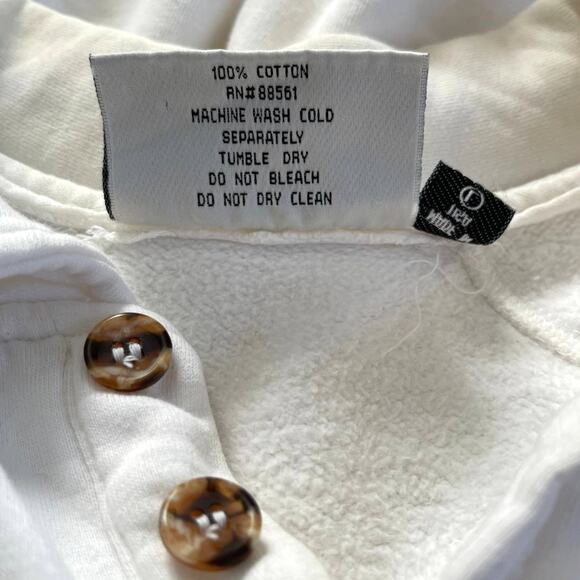 100% COTTON
RN#88561
MACHINE WASH COLD
SEPARATELY
TUMBLE DRY
DO NOT BLEACH
DO NOT DRY CLEAN